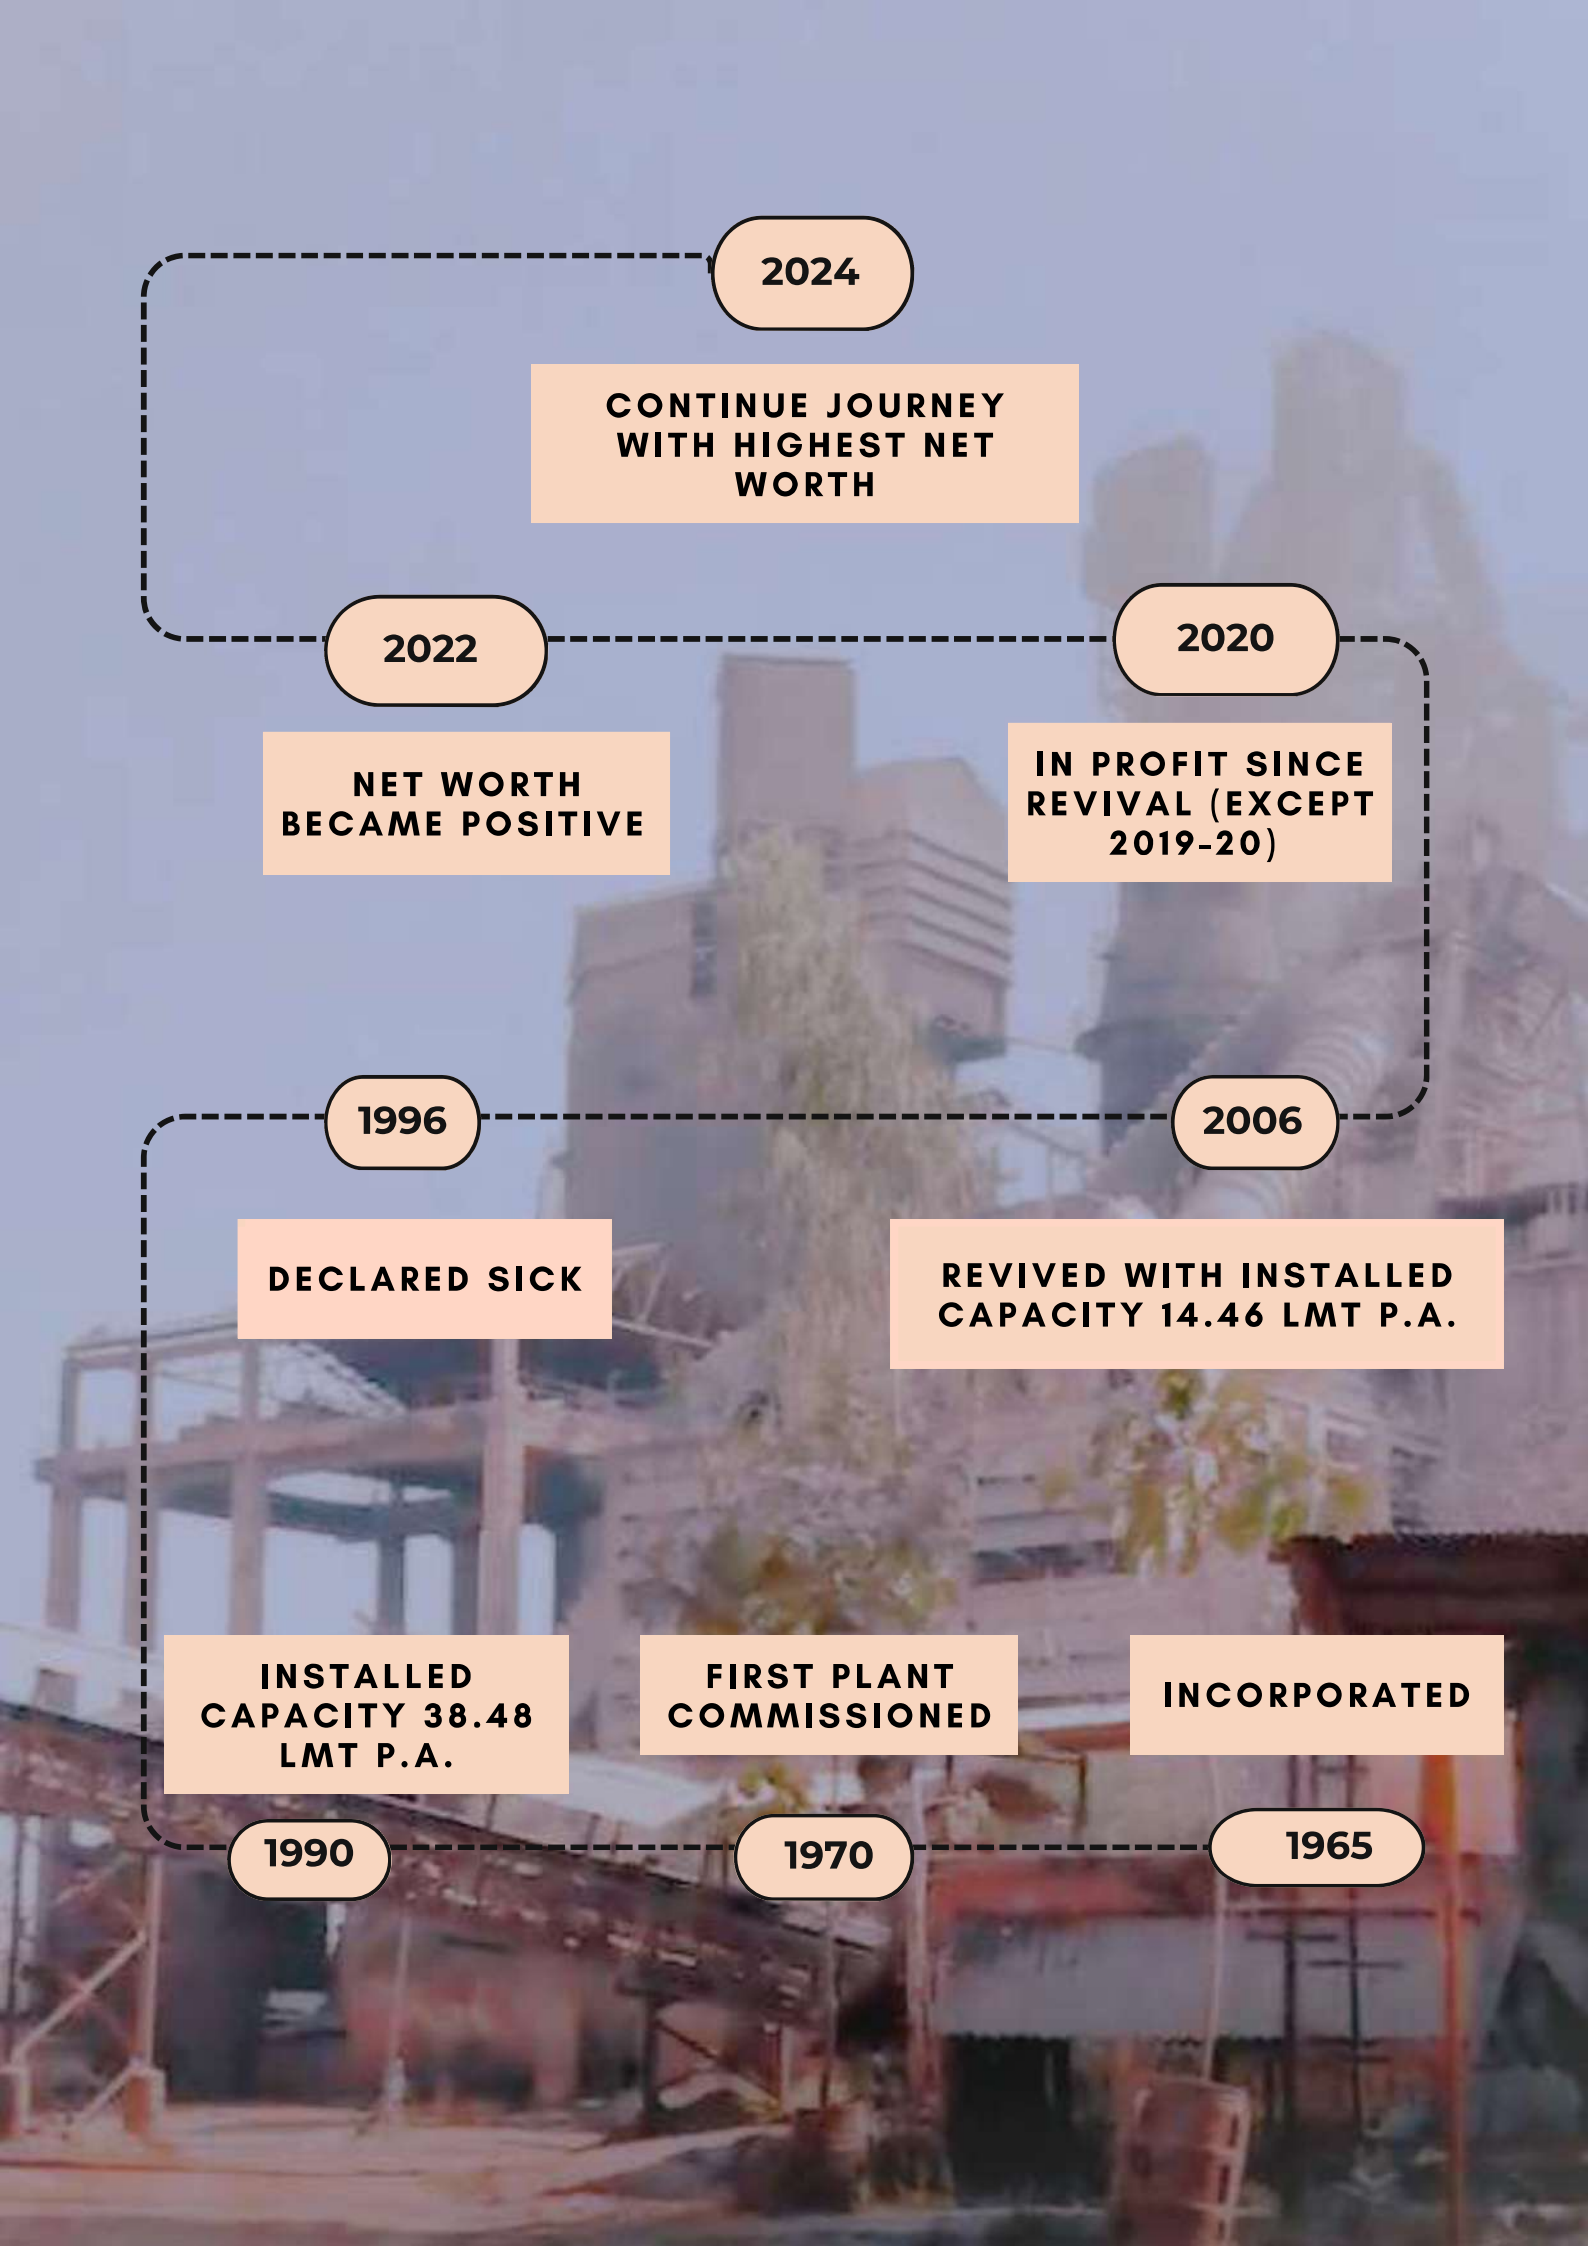 2024
CONTINUE JOURNEY
WITH HIGHEST NET
WORTH
2022
NET WORTH
BECAME POSITIVE
2020
IN PROFIT SINCE
REVIVAL (EXCEPT
2019-20)
1996
DECLARED SICK
2006
REVIVED WITH INSTALLED
CAPACITY 14.46 LMT P.A.
INSTALLED
CAPACITY 38.48
LMT P.A.
1990
FIRST PLANT
COMMISSIONED
1970
INCORPORATED
1965